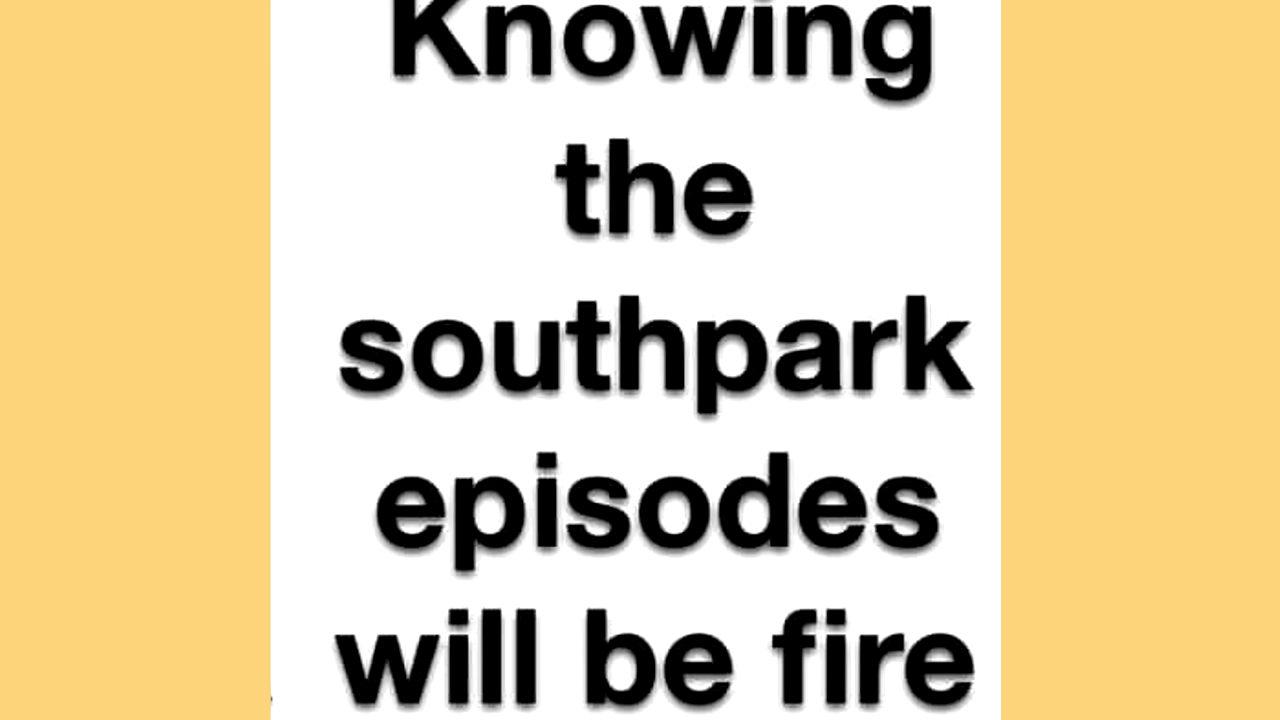 Knowing
the
southpark
episodes
will be fire